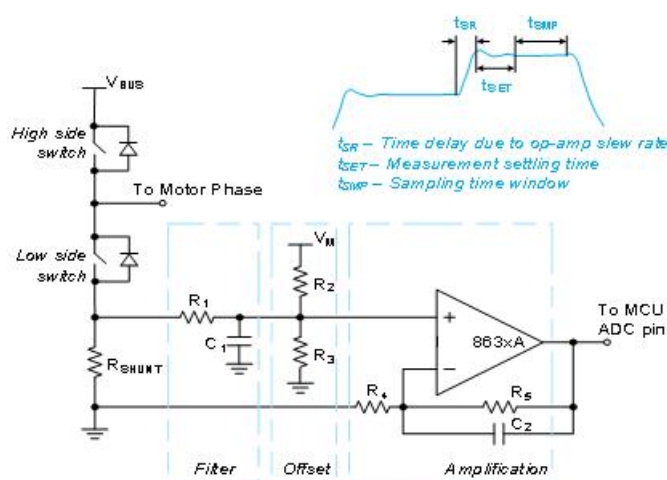 tSR
tSMP
tSET
tSR – Time delay due to op-amp slew rate
tSET – Measurement settling time
tSMP – Sampling time window
VBUS
High side
switch
To Motor Phase
Low side
switch
VM
R1
R2
C1
R3
RSHUNT
+
863xA
−
To MCU
ADC pin
R4
R5
C2
Filter
Offset
Amplification